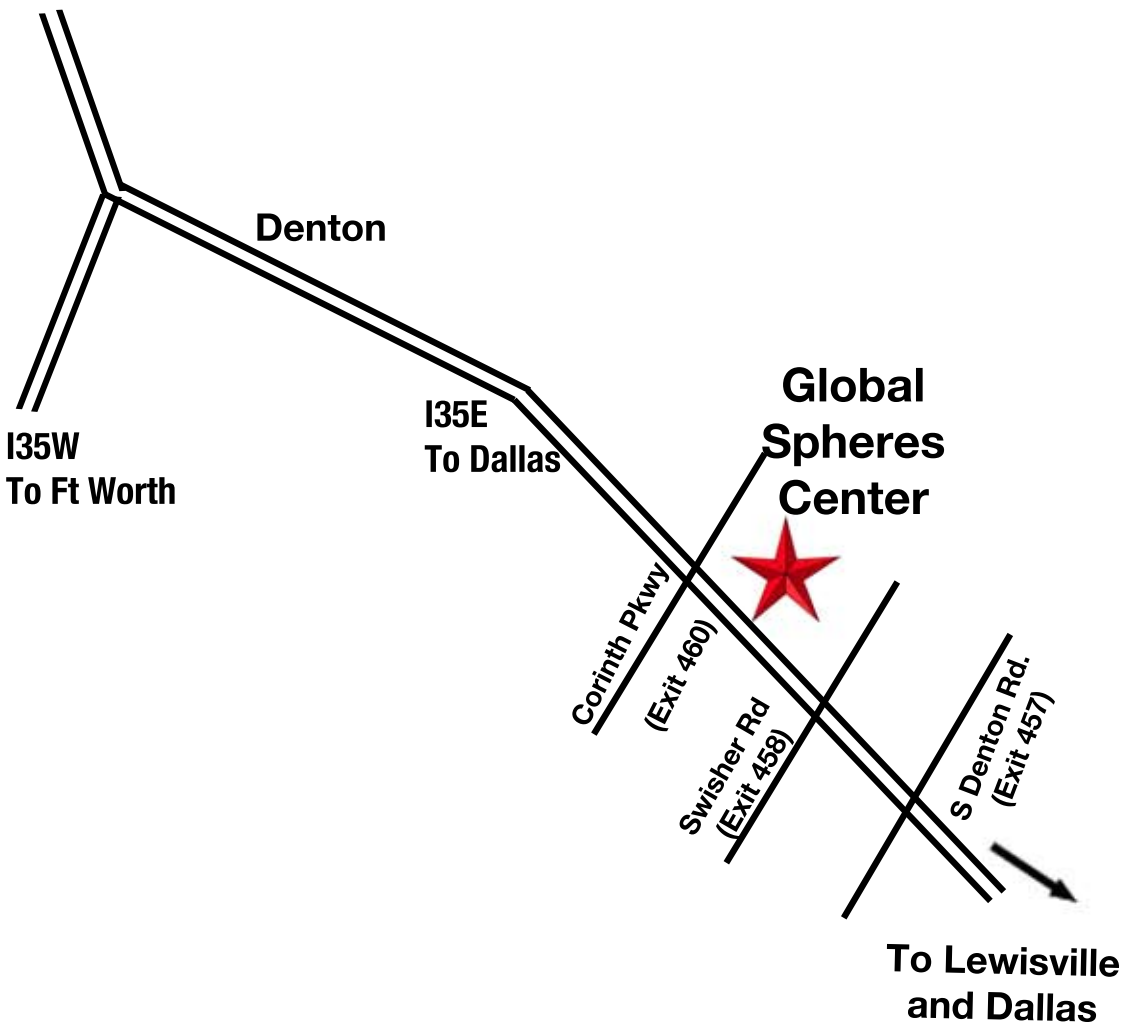 Denton
Global
Spheres
Center
I35E
To Dallas
I35W
To Ft Worth
Corinth Pkwy
(Exit 460)
Swisher Rd
(Exit 458)
S Denton Rd.
(Exit 457)
To Lewisville
and Dallas